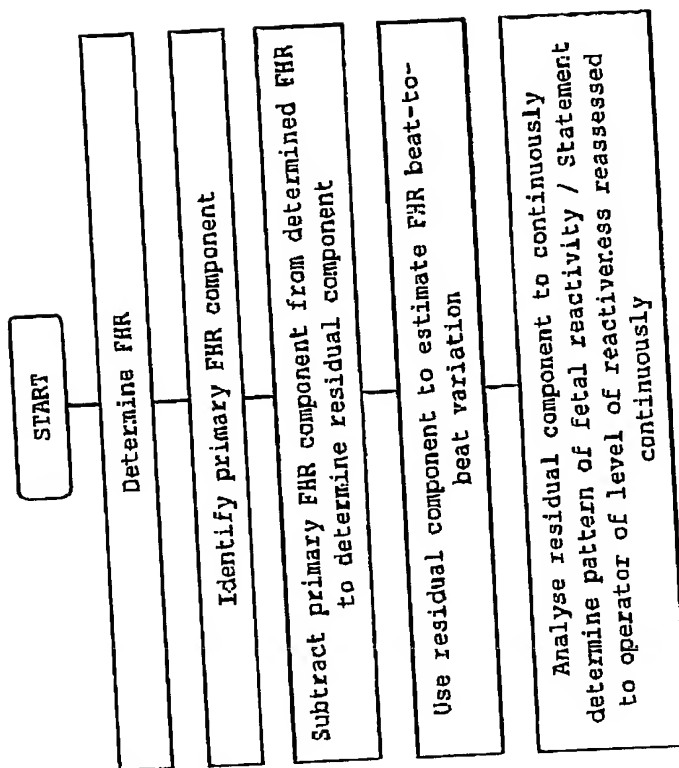 START
Determine FHR
Identify primary FHR component
Subtract primary FHR component from determined FHR
to determine residual component
Use residual component to estimate FHR beat-to-
beat variation
Analyse residual component to continuously
determine pattern of fetal reactivity / Statement
to operator of level of reactiveness reassessed
continuously